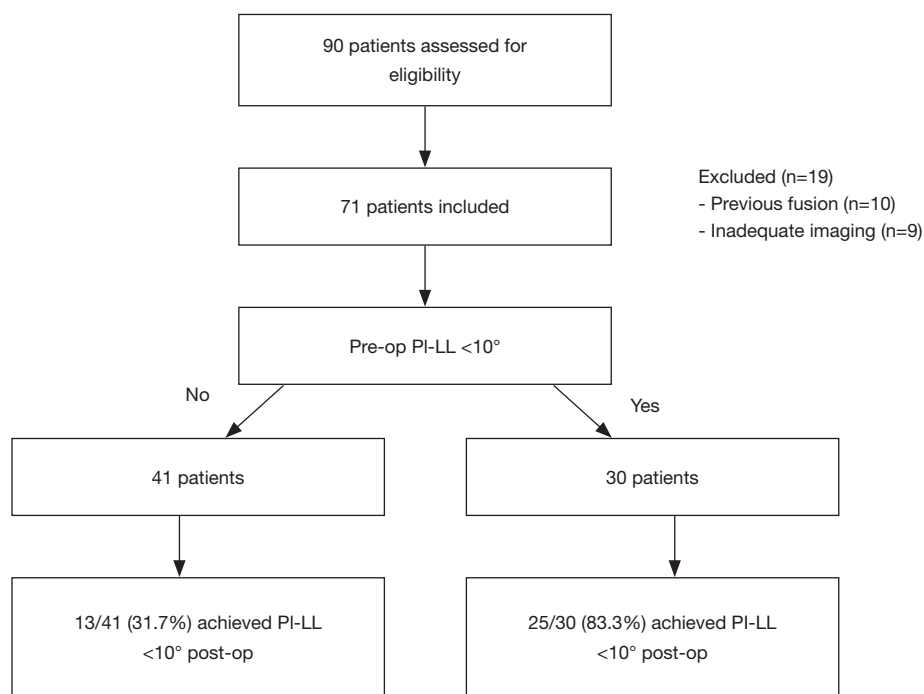 90 patients assessed for
eligibility
71 patients included
Excluded (n=19)
- Previous fusion (n=10)
- Inadequate imaging (n=9)
Pre-op PI-LL <10°
No
Yes
41 patients
30 patients
13/41 (31.7%) achieved PI-LL
<10° post-op
25/30 (83.3%) achieved PI-LL
<10° post-op